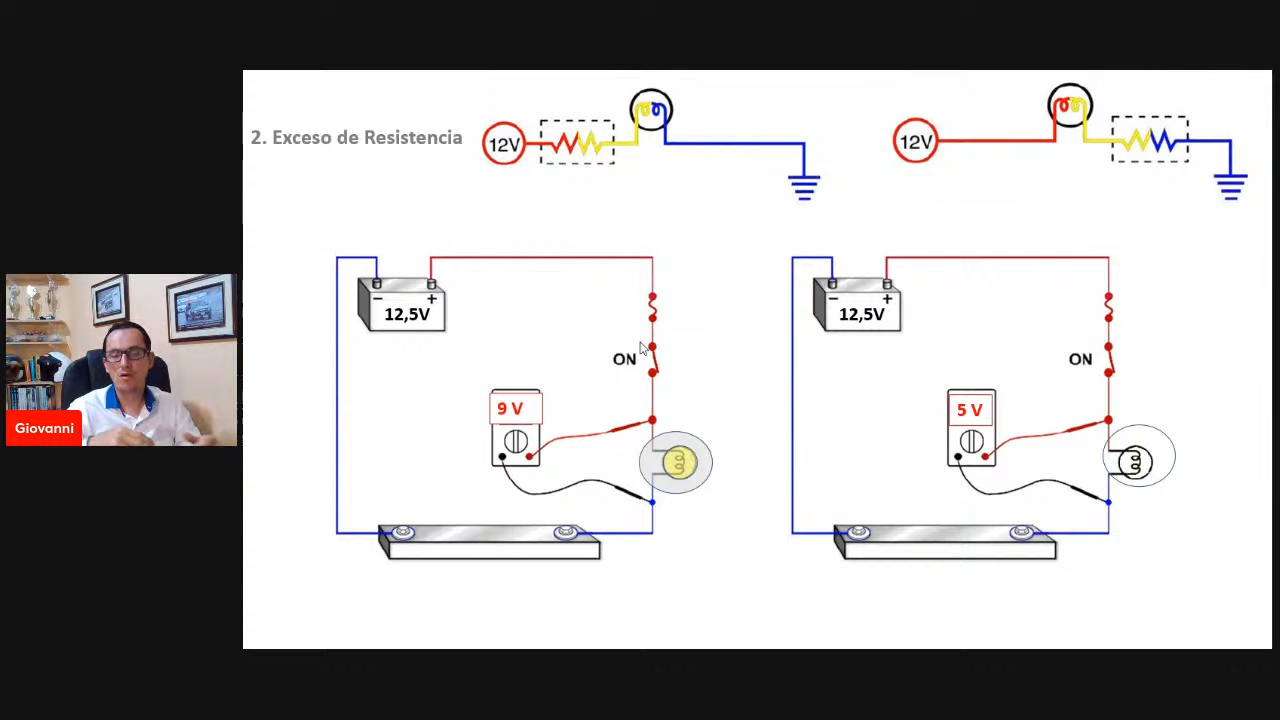 2. Exceso de Resistencia
12V
12V
12,5V
ON
9 V
12,5V
ON
5 V
Giovanni